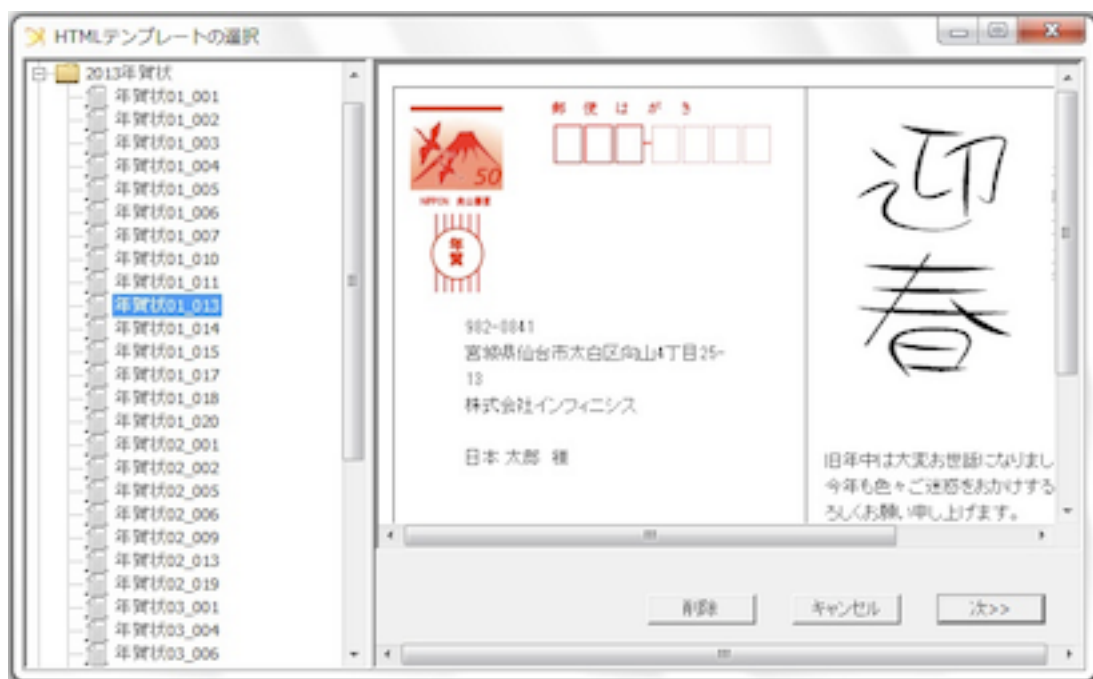 HTMLテンプレートの選択
2013年賀状
年賀状01_001
年賀状01_002
年賀状01_003
年賀状01_004
年賀状01_005
年賀状01_006
年賀状01_007
年賀状01_010
年賀状01_011
年賀状01_013
年賀状01_014
年賀状01_015
年賀状01_017
年賀状01_018
年賀状01_020
年賀状02_001
年賀状02_002
年賀状02_005
年賀状02_006
年賀状02_009
年賀状02_013
年賀状02_019
年賀状03_001
年賀状03_004
年賀状03_006
郵便はがき
50
NIPPON
年賀
982-0841
宮城県仙台市太白区向山4丁目25-
13
株式会社インフィニシス
日本 太郎 様
迎春
旧年中は大変お世話になりまし
今年も色々ご迷惑をおかけする
ろしくお願い申し上げます。
削除
キャンセル
次>>